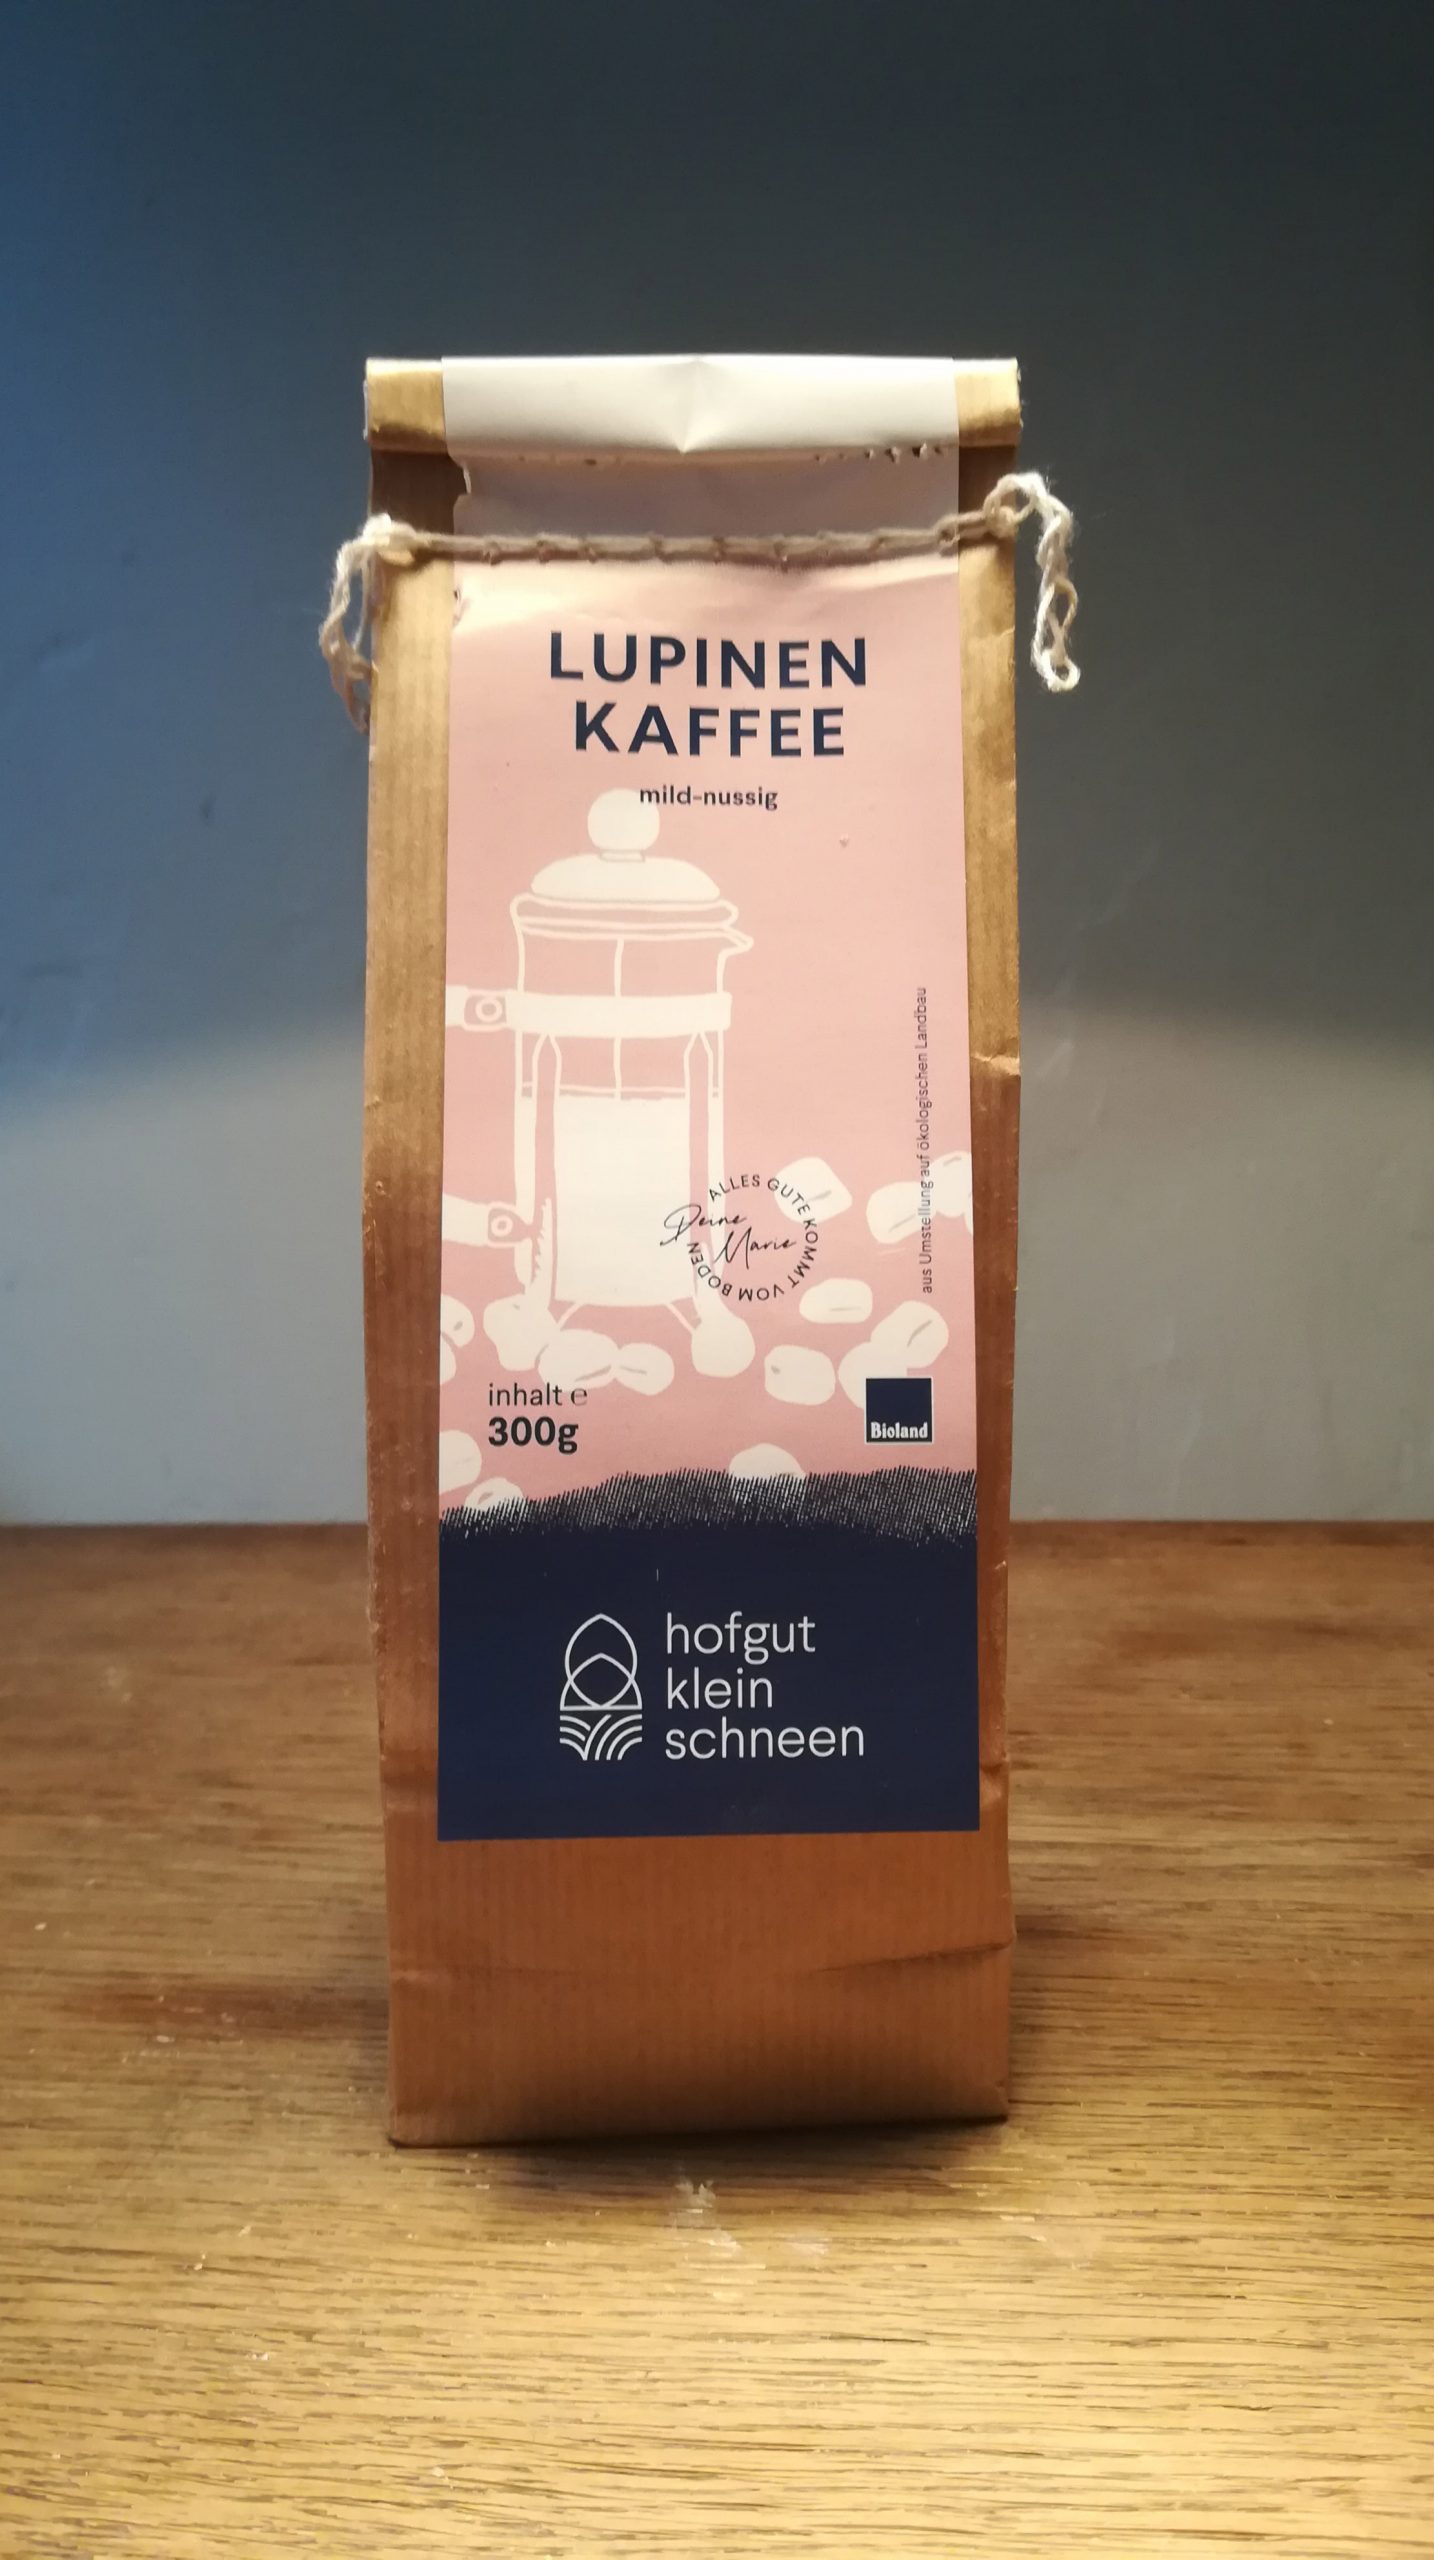 LUPINEN
KAFFEE
mild-nussig
aus Umstellung auf ökologischen Landbau
ALLES GUTE KOMMT VOM BODEN
Deine
Marie
inhalt ℮
300g
Bioland
hofgut
klein
schneen